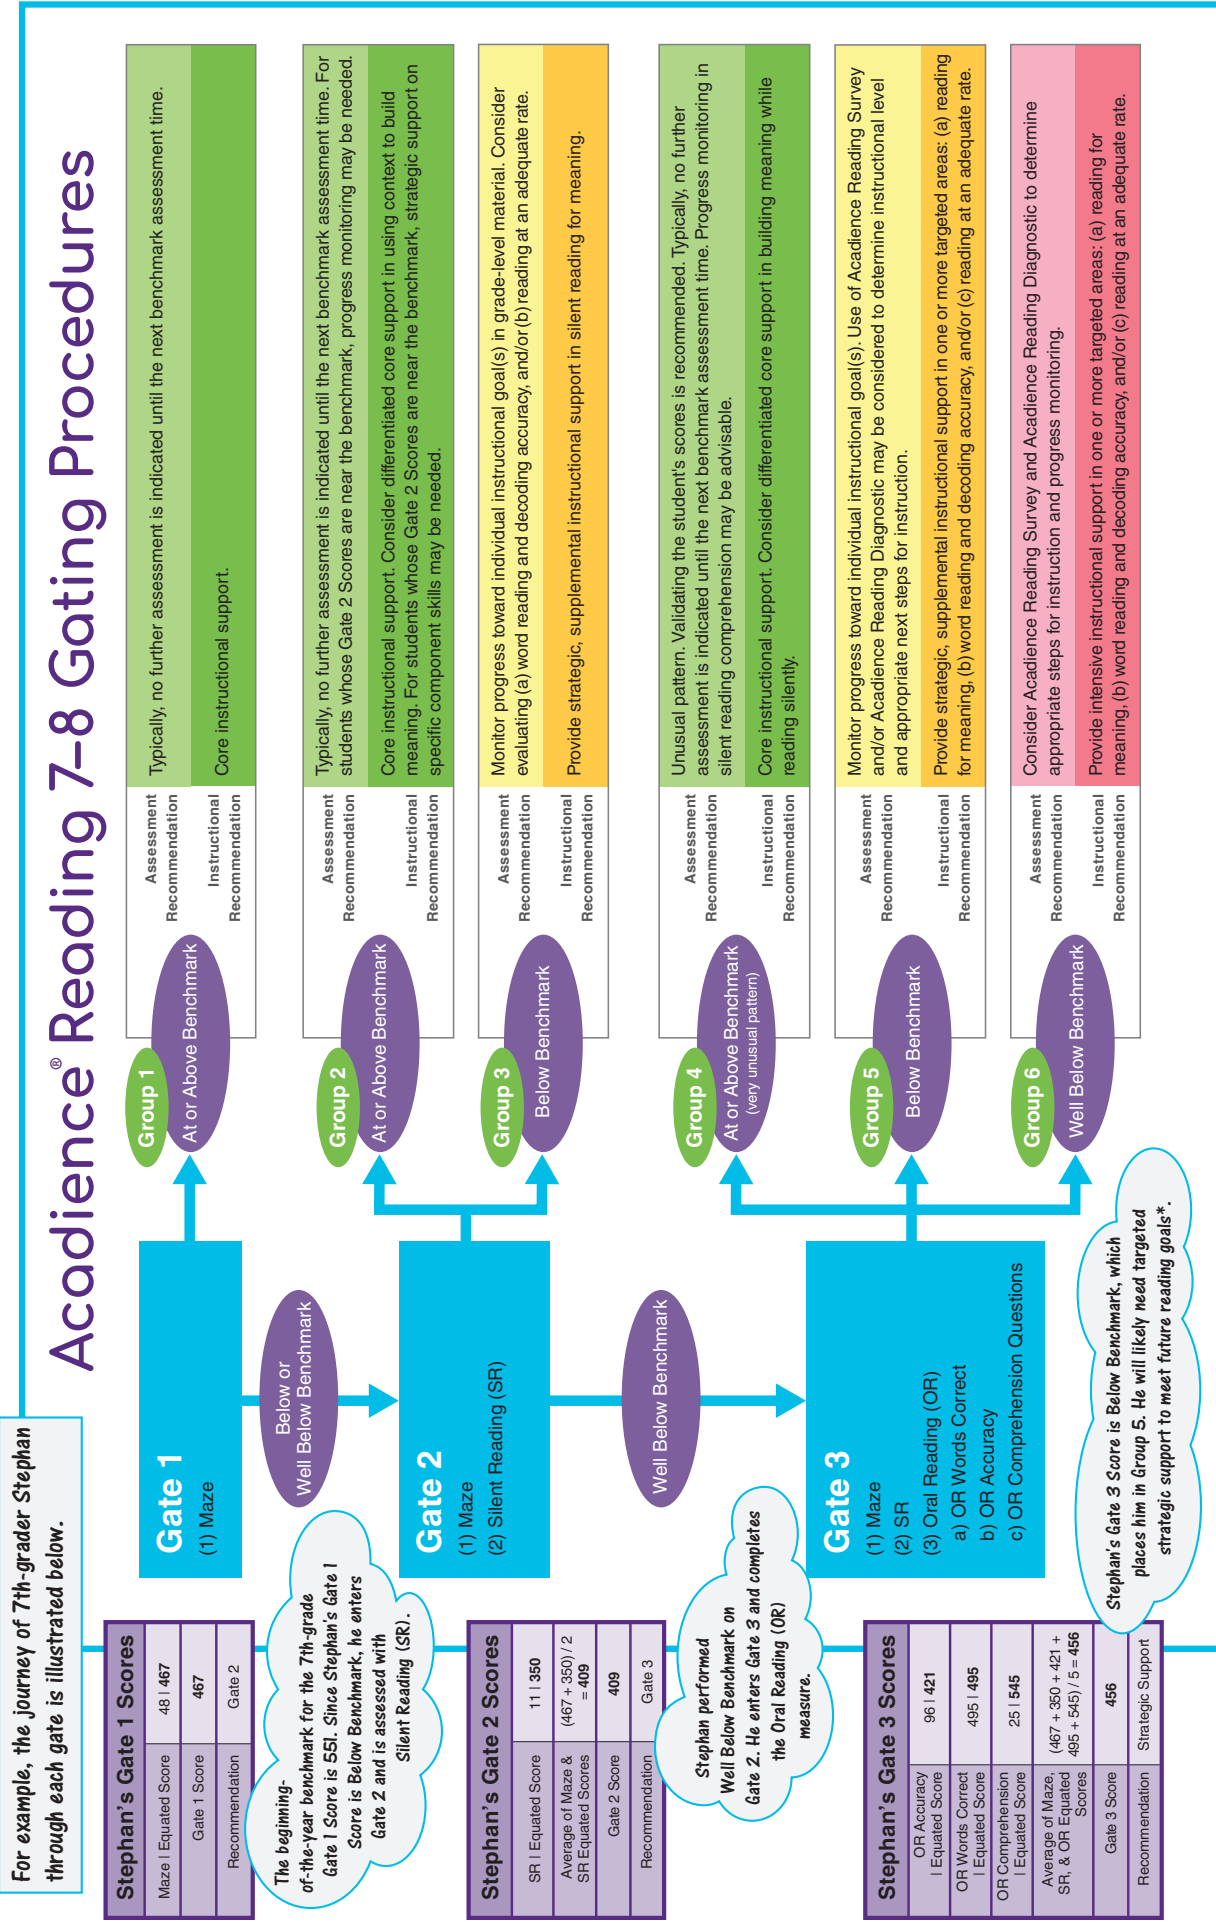 Acadience® Reading 7–8 Gating Procedures
For example, the journey of 7th-grader Stephan
through each gate is illustrated below.
Stephan's Gate 1 Scores
Maze | Equated Score 48 | 467
Gate 1 Score 467
Recommendation Gate 2
The beginning-
of-the-year benchmark for the 7th-grade
Gate 1 Score is 551. Since Stephan's Gate 1
Score is Below Benchmark, he enters
Gate 2 and is assessed with
Silent Reading (SR).
Gate 1
(1) Maze
Below or
Well Below Benchmark
Group 1
At or Above Benchmark
Assessment
Recommendation
Typically, no further assessment is indicated until the next benchmark assessment time.
Instructional
Recommendation
Core instructional support.
Stephan's Gate 2 Scores
SR | Equated Score 11 | 350
Average of Maze &
SR Equated Scores
(467 + 350) / 2
= 409
Gate 2 Score 409
Recommendation Gate 3
Stephan performed
Well Below Benchmark on
Gate 2. He enters Gate 3 and completes
the Oral Reading (OR)
measure.
Gate 2
(1) Maze
(2) Silent Reading (SR)
Well Below Benchmark
Group 2
At or Above Benchmark
Assessment
Recommendation
Typically, no further assessment is indicated until the next benchmark assessment time. For
students whose Gate 2 Scores are near the benchmark, progress monitoring may be needed.
Instructional
Recommendation
Core instructional support. Consider differentiated core support in using context to build
meaning. For students whose Gate 2 Scores are near the benchmark, strategic support on
specific component skills may be needed.
Group 3
Below Benchmark
Assessment
Recommendation
Monitor progress toward individual instructional goal(s) in grade-level material. Consider
evaluating (a) word reading and decoding accuracy, and/or (b) reading at an adequate rate.
Instructional
Recommendation
Provide strategic, supplemental instructional support in silent reading for meaning.
Stephan's Gate 3 Scores
OR Accuracy
| Equated Score
96 | 421
OR Words Correct
| Equated Score
495 | 495
OR Comprehension
| Equated Score
25 | 545
Average of Maze,
SR, & OR Equated
Scores
(467 + 350 + 421 +
495 + 545) / 5 = 456
Gate 3 Score 456
Recommendation Strategic Support
Stephan's Gate 3 Score is Below Benchmark, which
places him in Group 5. He will likely need targeted
strategic support to meet future reading goals*.
Gate 3
(1) Maze
(2) SR
(3) Oral Reading (OR)
a) OR Words Correct
b) OR Accuracy
c) OR Comprehension Questions
Group 4
At or Above Benchmark
(very unusual pattern)
Assessment
Recommendation
Unusual pattern. Validating the student's scores is recommended. Typically, no further
assessment is indicated until the next benchmark assessment time. Progress monitoring in
silent reading comprehension may be advisable.
Instructional
Recommendation
Core instructional support. Consider differentiated core support in building meaning while
reading silently.
Group 5
Below Benchmark
Assessment
Recommendation
Monitor progress toward individual instructional goal(s). Use of Acadience Reading Survey
and/or Acadience Reading Diagnostic may be considered to determine instructional level
and appropriate next steps for instruction.
Instructional
Recommendation
Provide strategic, supplemental instructional support in one or more targeted areas: (a) reading
for meaning, (b) word reading and decoding accuracy, and/or (c) reading at an adequate rate.
Group 6
Well Below Benchmark
Assessment
Recommendation
Consider Acadience Reading Survey and Acadience Reading Diagnostic to determine
appropriate steps for instruction and progress monitoring.
Instructional
Recommendation
Provide intensive instructional support in one or more targeted areas: (a) reading for
meaning, (b) word reading and decoding accuracy, and/or (c) reading at an adequate rate.